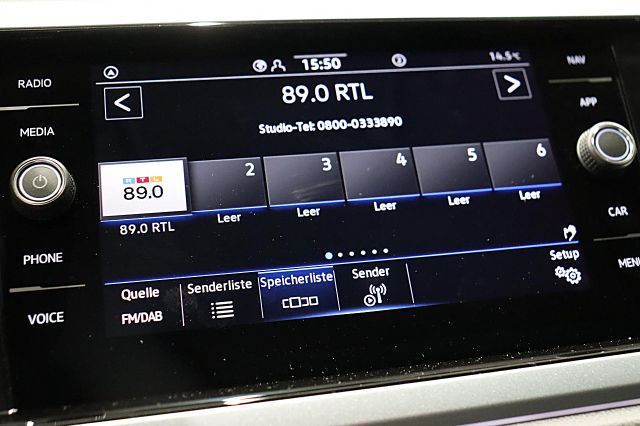 RADIO
MEDIA
PHONE
VOICE
15:50
14.5°C
89.0 RTL
Studio-Tel: 0800-0333890
RTL
89.0
2 3 4 5 6
89.0 RTL Leer Leer Leer Leer Leer
Quelle
FM/DAB
Senderliste
Speicherliste
Sender
Setup
NAV
APP
CAR
MENU